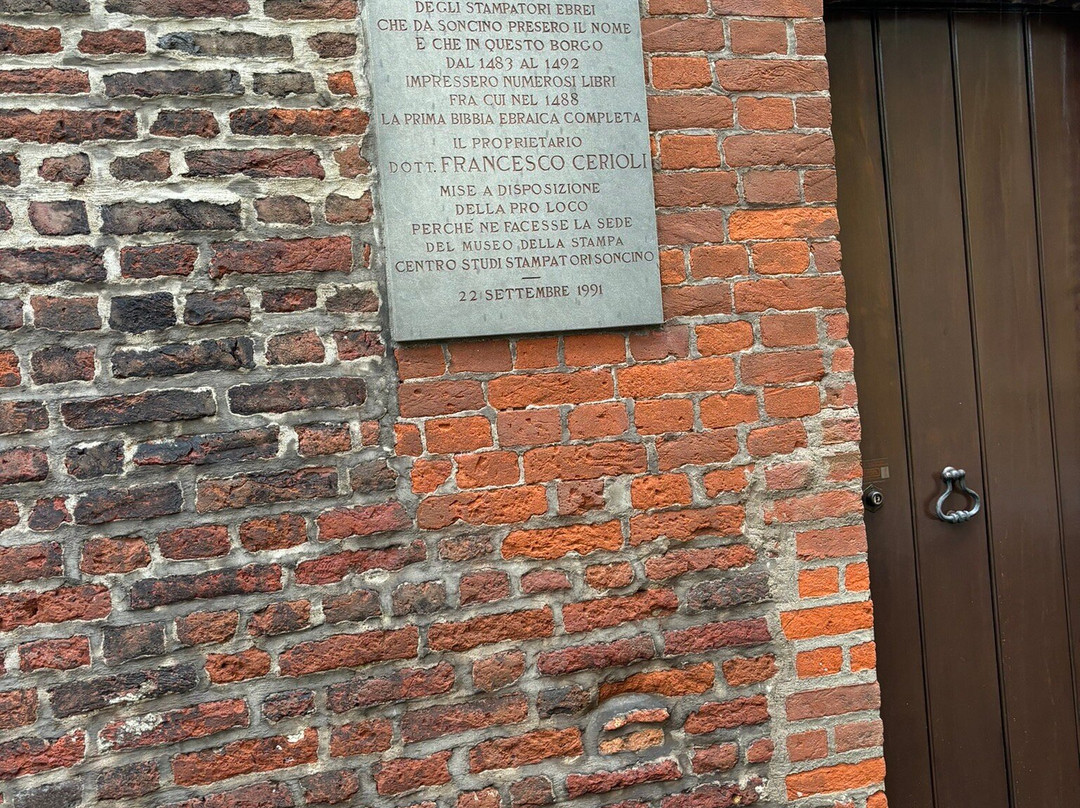 DEGLI STAMPATORI EBREI
CHE DA SONCINO PRESERO IL NOME
E CHE IN QUESTO BORGO
DAL 1483 AL 1492
IMPRESSERO NUMEROSI LIBRI
FRA CUI NEL 1488
LA PRIMA BIBBIA EBRAICA COMPLETA
IL PROPRIETARIO
DOTT. FRANCESCO CERIOLI
MISE A DISPOSIZIONE
DELLA PRO LOCO
PERCHÉ NE FACESSE LA SEDE
DEL MUSEO DELLA STAMPA
CENTRO STUDI STAMPATORI SONCINO
22 SETTEMBRE 1991